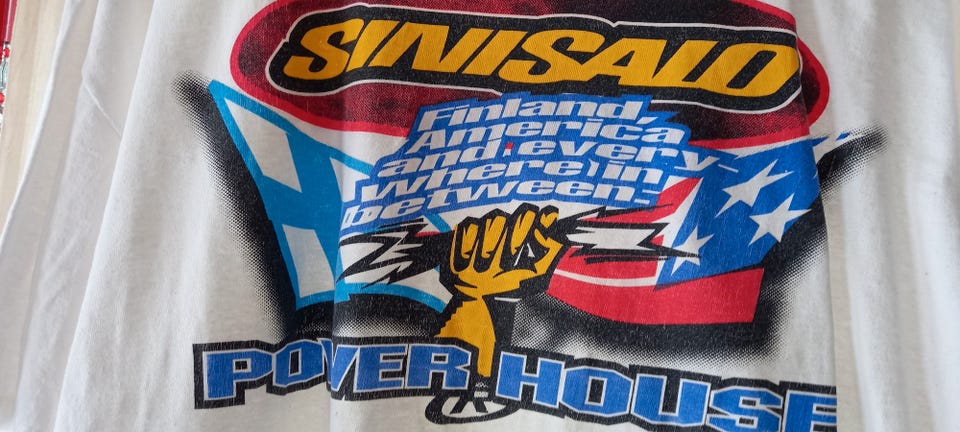 SINISALO
Finland,
America
and every
where in
between!
POWER HOUSE